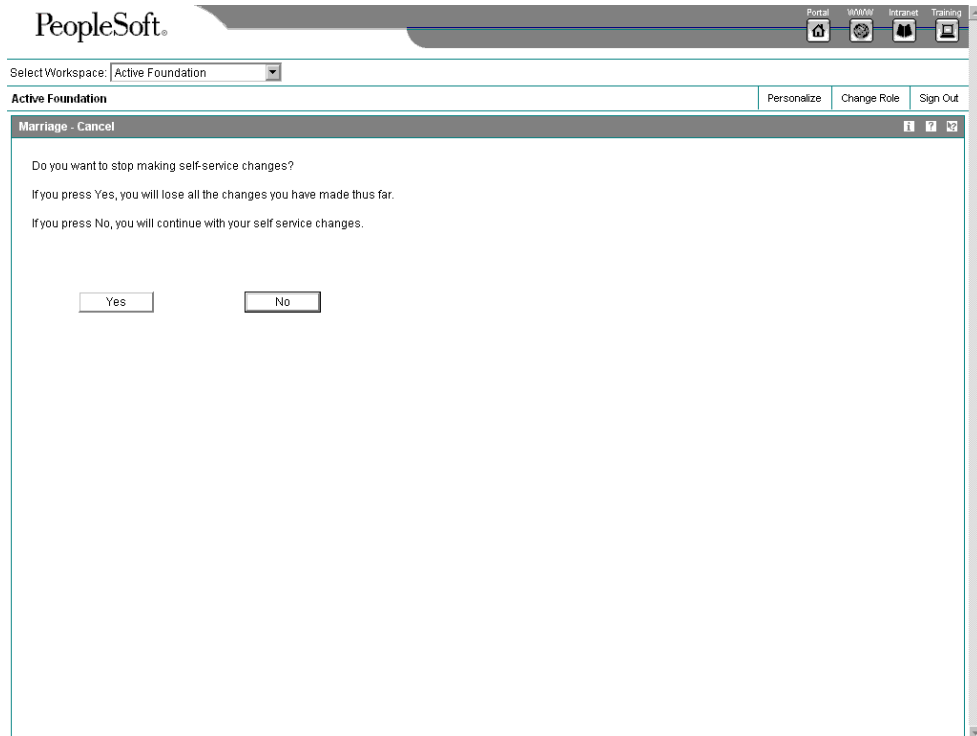 PeopleSoft®
Portal WWW Intranet Training
Select Workspace: Active Foundation
Active Foundation Personalize Change Role Sign Out
Marriage - Cancel i ? ?
Do you want to stop making self-service changes?
If you press Yes, you will lose all the changes you have made thus far.
If you press No, you will continue with your self service changes.
Yes No